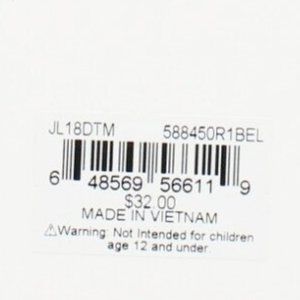 JL18DTM 588450R1BEL
6 48569 56611 9
$32.00
MADE IN VIETNAM
⚠Warning: Not Intended for children
age 12 and under.